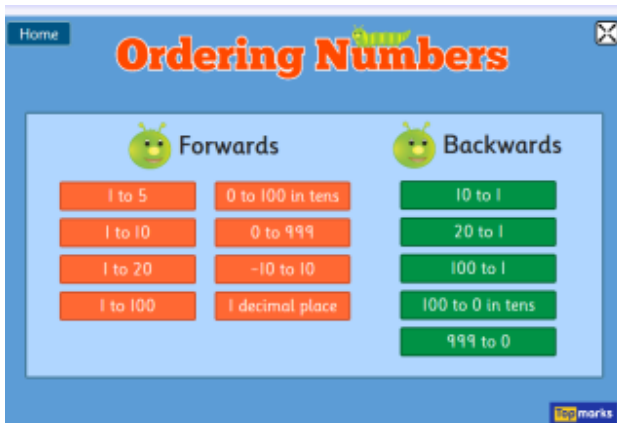 Home
Ordering Numbers
Forwards
1 to 5
0 to 100 in tens
1 to 10
0 to 999
1 to 20
-10 to 10
1 to 100
1 decimal place
Backwards
10 to 1
20 to 1
100 to 1
100 to 0 in tens
999 to 0
Topmarks